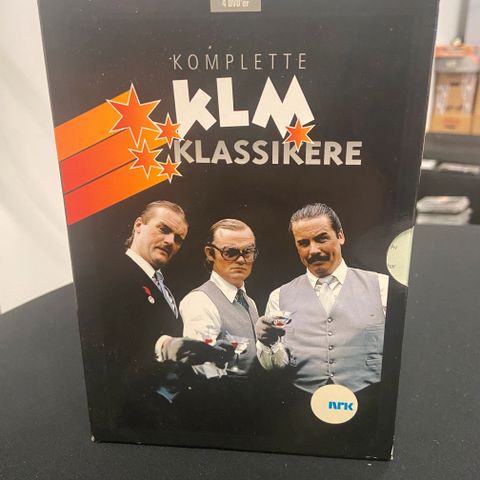 4 DVD'er
KOMPLETTE
KLM
KLASSIKERE
nrk